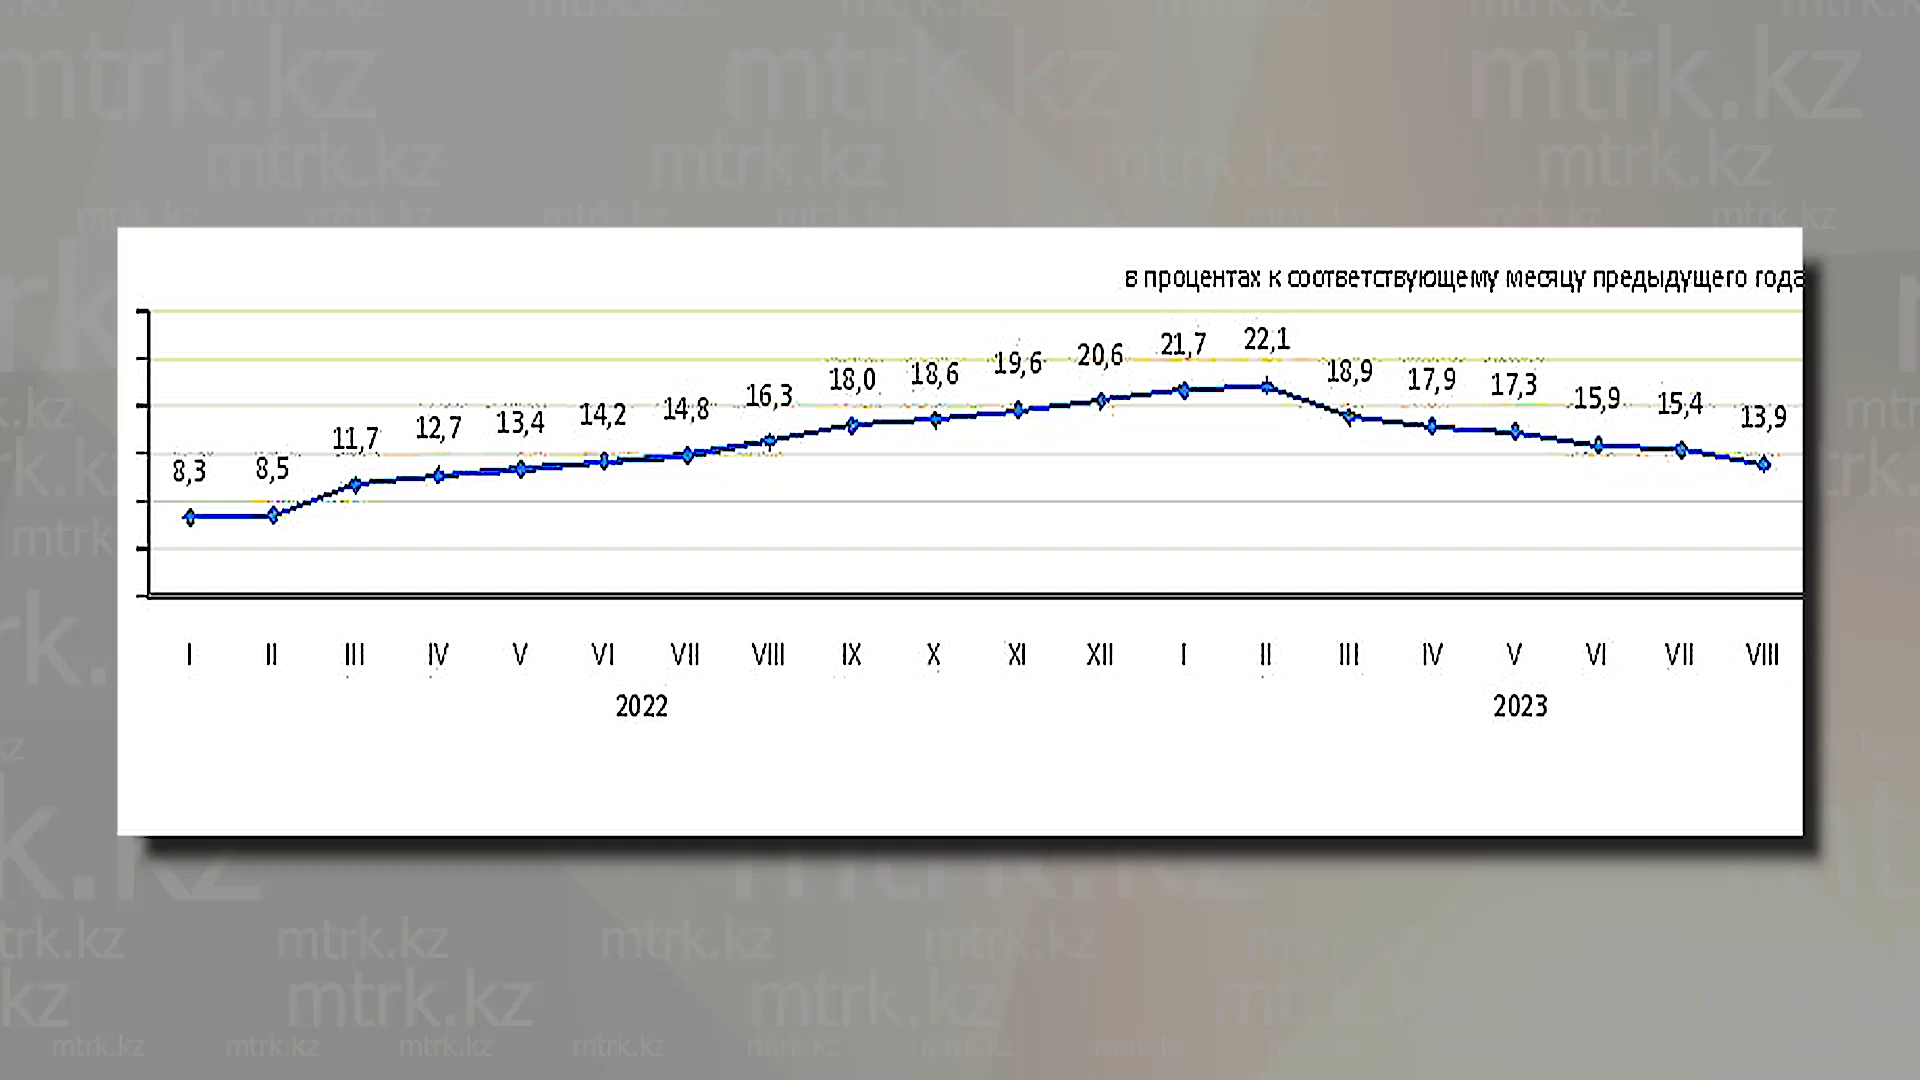 в процентах к соответствующему месяцу предыдущего года
8,3 8,5 11,7 12,7 13,4 14,2 14,8 16,3 18,0 18,6 19,6 20,6 21,7 22,1 18,9 17,9 17,3 15,9 15,4 13,9
I II III IV V VI VII VIII IX X XI XII I II III IV V VI VII VIII
2022 2023
mtrk.kz